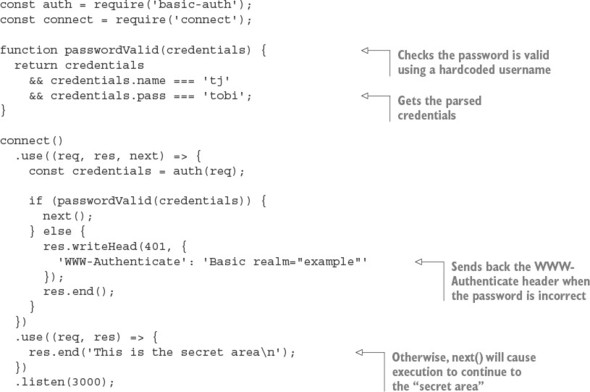 const auth = require('basic-auth');
const connect = require('connect');
function passwordValid(credentials) {
Checks the password is valid
using a hardcoded username
  return credentials
    && credentials.name === 'tj'
    && credentials.pass === 'tobi';
Gets the parsed
credentials
}
connect()
  .use((req, res, next) => {
    const credentials = auth(req);
    if (passwordValid(credentials)) {
      next();
    } else {
      res.writeHead(401, {
        'WWW-Authenticate': 'Basic realm="example"'
Sends back the WWW-
Authenticate header when
the password is incorrect
      });
      res.end();
    }
  })
  .use((req, res) => {
    res.end('This is the secret area\n');
Otherwise, next() will cause
execution to continue to
the “secret area”
  })
  .listen(3000);